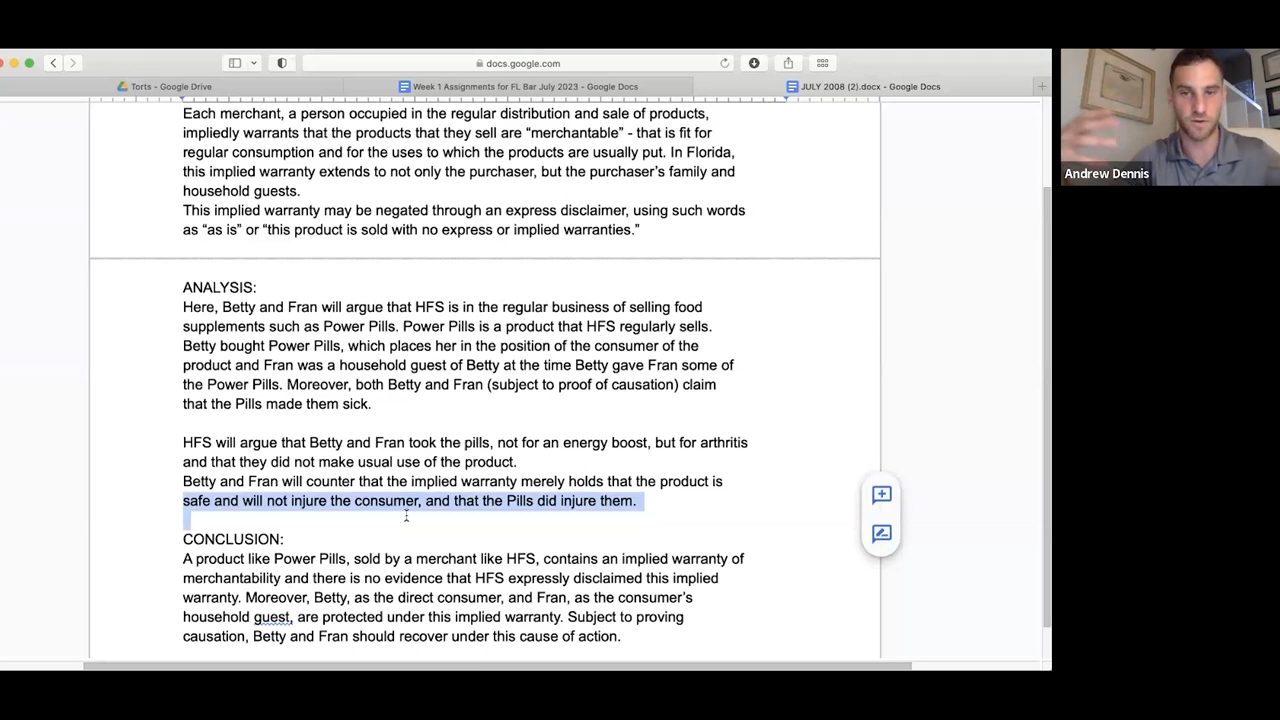 docs.google.com
Torts - Google Drive
Week 1 Assignments for FL Bar July 2023 - Google Docs
JULY 2008 (2).docx - Google Docs
Each merchant, a person occupied in the regular distribution and sale of products,
impliedly warrants that the products that they sell are “merchantable” - that is fit for
regular consumption and for the uses to which the products are usually put. In Florida,
this implied warranty extends to not only the purchaser, but the purchaser’s family and
household guests.
This implied warranty may be negated through an express disclaimer, using such words
as “as is” or “this product is sold with no express or implied warranties.”
ANALYSIS:
Here, Betty and Fran will argue that HFS is in the regular business of selling food
supplements such as Power Pills. Power Pills is a product that HFS regularly sells.
Betty bought Power Pills, which places her in the position of the consumer of the
product and Fran was a household guest of Betty at the time Betty gave Fran some of
the Power Pills. Moreover, both Betty and Fran (subject to proof of causation) claim
that the Pills made them sick.
HFS will argue that Betty and Fran took the pills, not for an energy boost, but for arthritis
and that they did not make usual use of the product.
Betty and Fran will counter that the implied warranty merely holds that the product is
safe and will not injure the consumer, and that the Pills did injure them.
CONCLUSION:
A product like Power Pills, sold by a merchant like HFS, contains an implied warranty of
merchantability and there is no evidence that HFS expressly disclaimed this implied
warranty. Moreover, Betty, as the direct consumer, and Fran, as the consumer’s
household guest, are protected under this implied warranty. Subject to proving
causation, Betty and Fran should recover under this cause of action.
Andrew Dennis